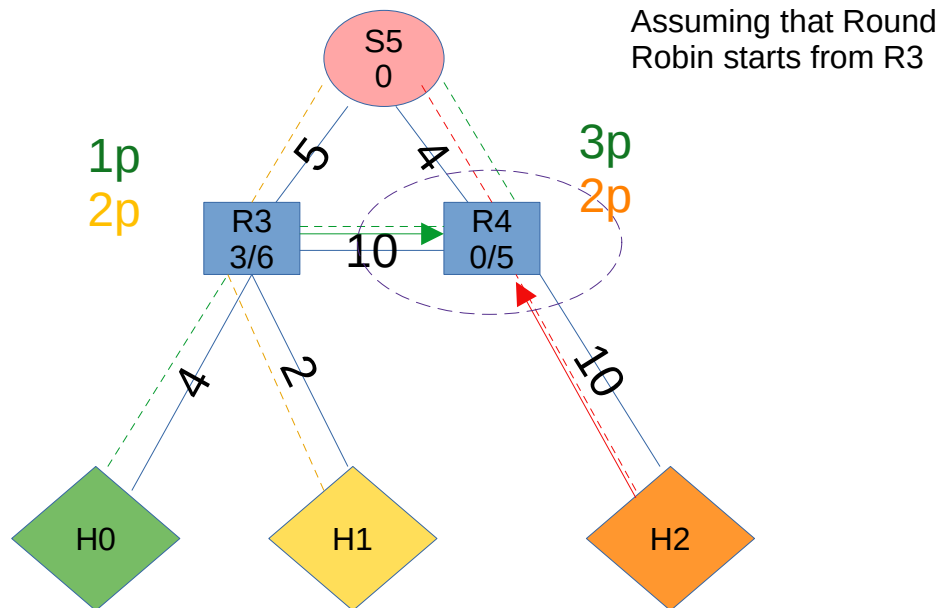 Assuming that Round
Robin starts from R3
S5
0
5
4
1p
2p
3p
2p
R3
3/6
10
R4
0/5
4
2
10
H0
H1
H2